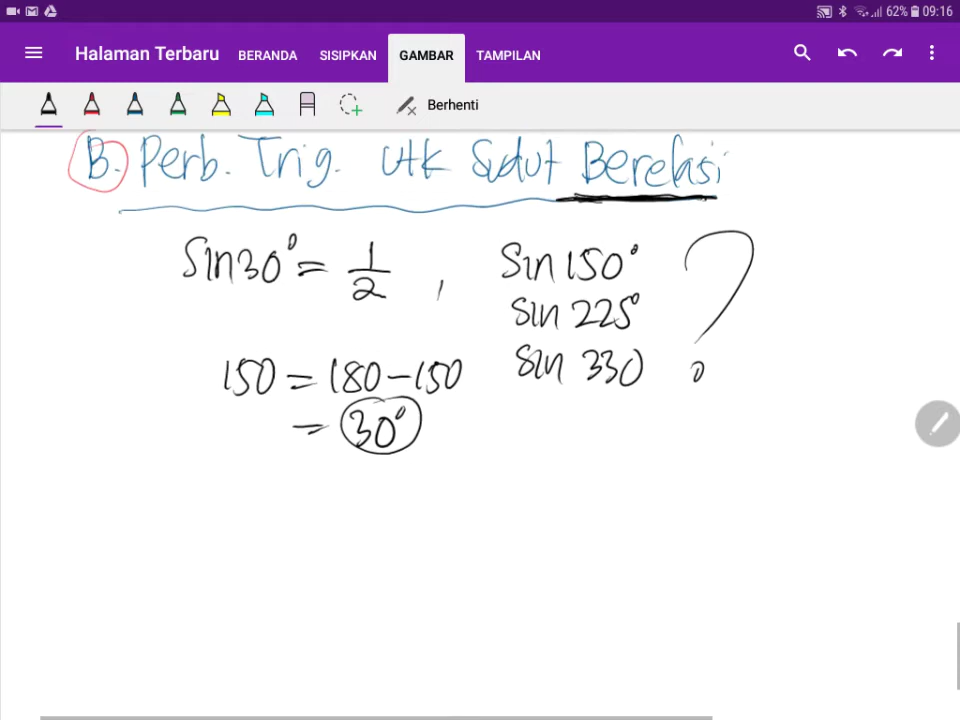 62% 09:16
Halaman Terbaru BERANDA SISIPKAN GAMBAR TAMPILAN
Berhenti
B. Perb. Trig. Utk Sudut Berelasi
Sin 30° = 1/2 , Sin 150° ?
Sin 225°
150 = 180 - 150 Sin 330
= 30°